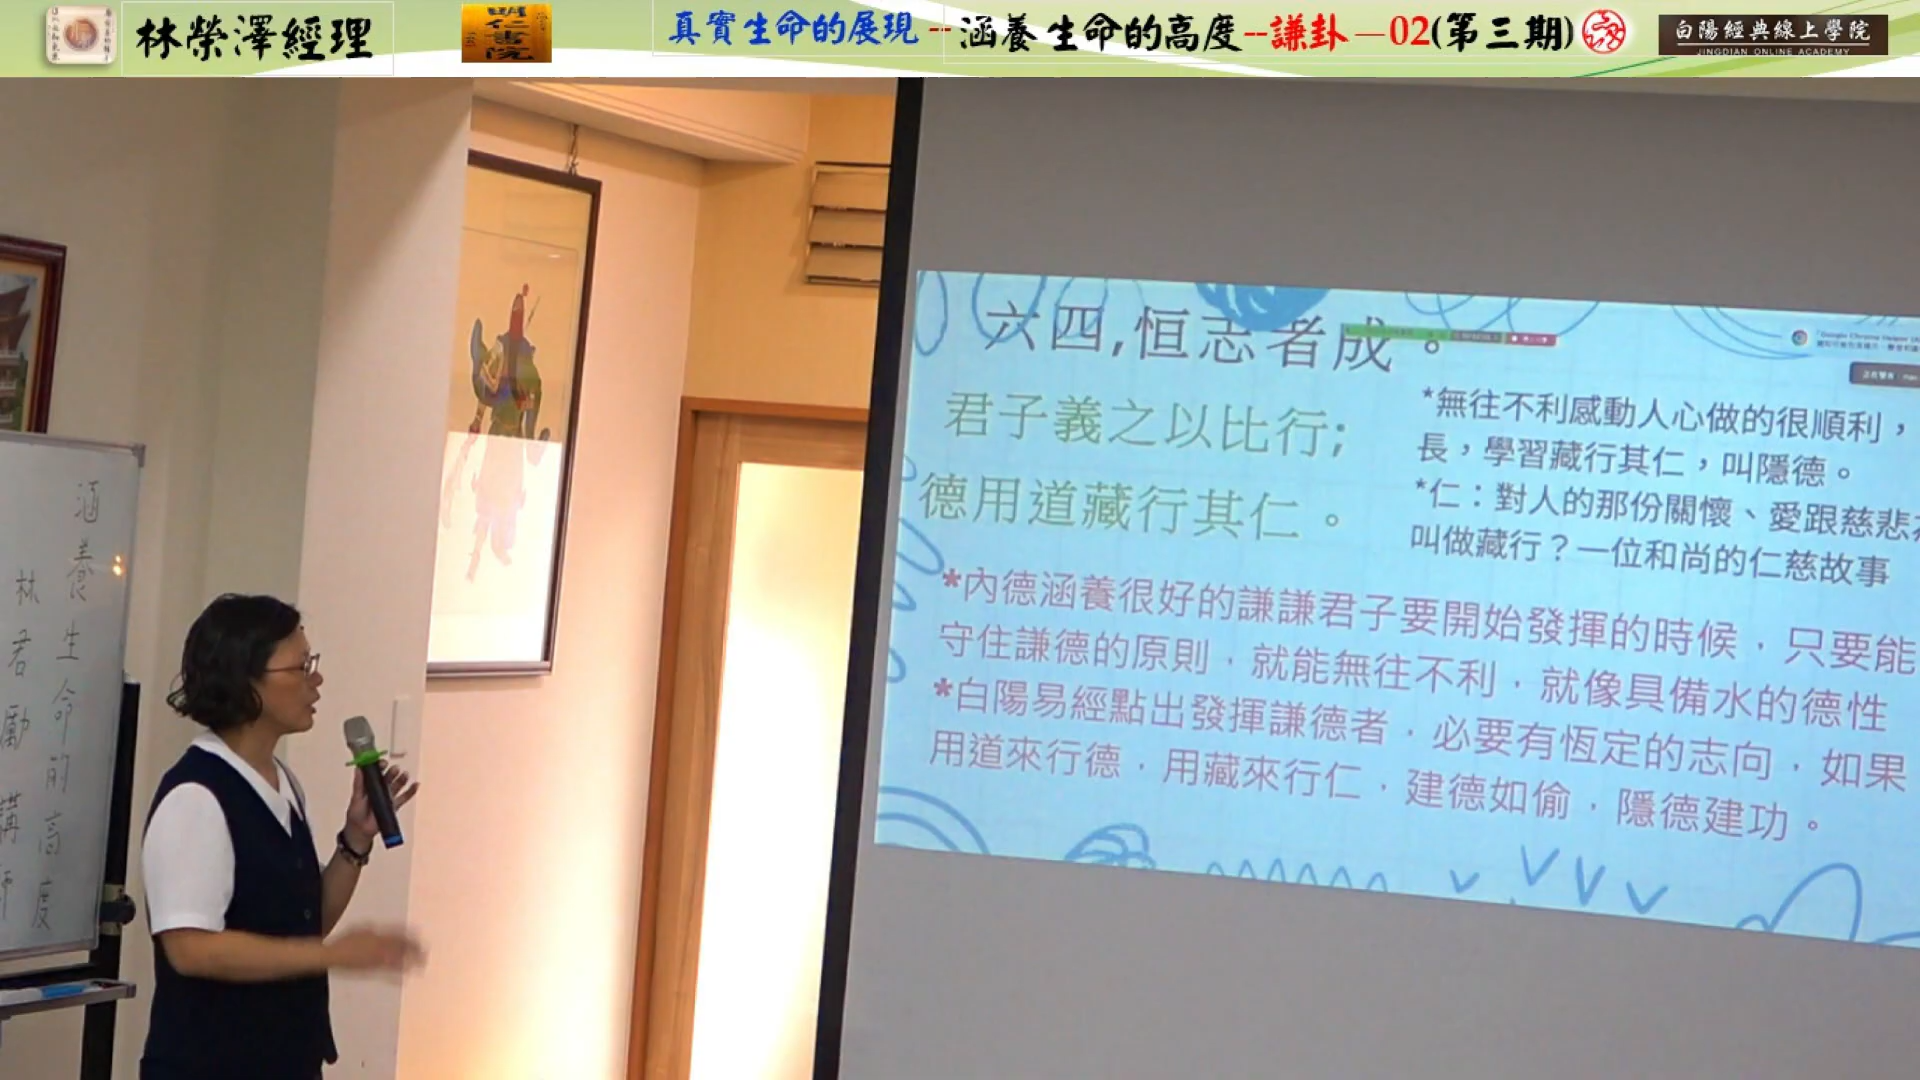 林榮澤經理
真實生命的展現--涵養生命的高度--謙卦—02(第三期)
白陽經典線上學院
JINGDIAN ONLINE ACADEMY
涵養生命的高度
林君勵講師
六四,恒志者成。
君子義之以比行;
德用道藏行其仁。
*無往不利感動人心做的很順利，
長，學習藏行其仁，叫隱德。
*仁：對人的那份關懷、愛跟慈悲
叫做藏行？一位和尚的仁慈故事
*內德涵養很好的謙謙君子要開始發揮的時候，只要能
守住謙德的原則，就能無往不利，就像具備水的德性
*白陽易經點出發揮謙德者，必要有恆定的志向，如果
用道來行德，用藏來行仁，建德如偷，隱德建功。